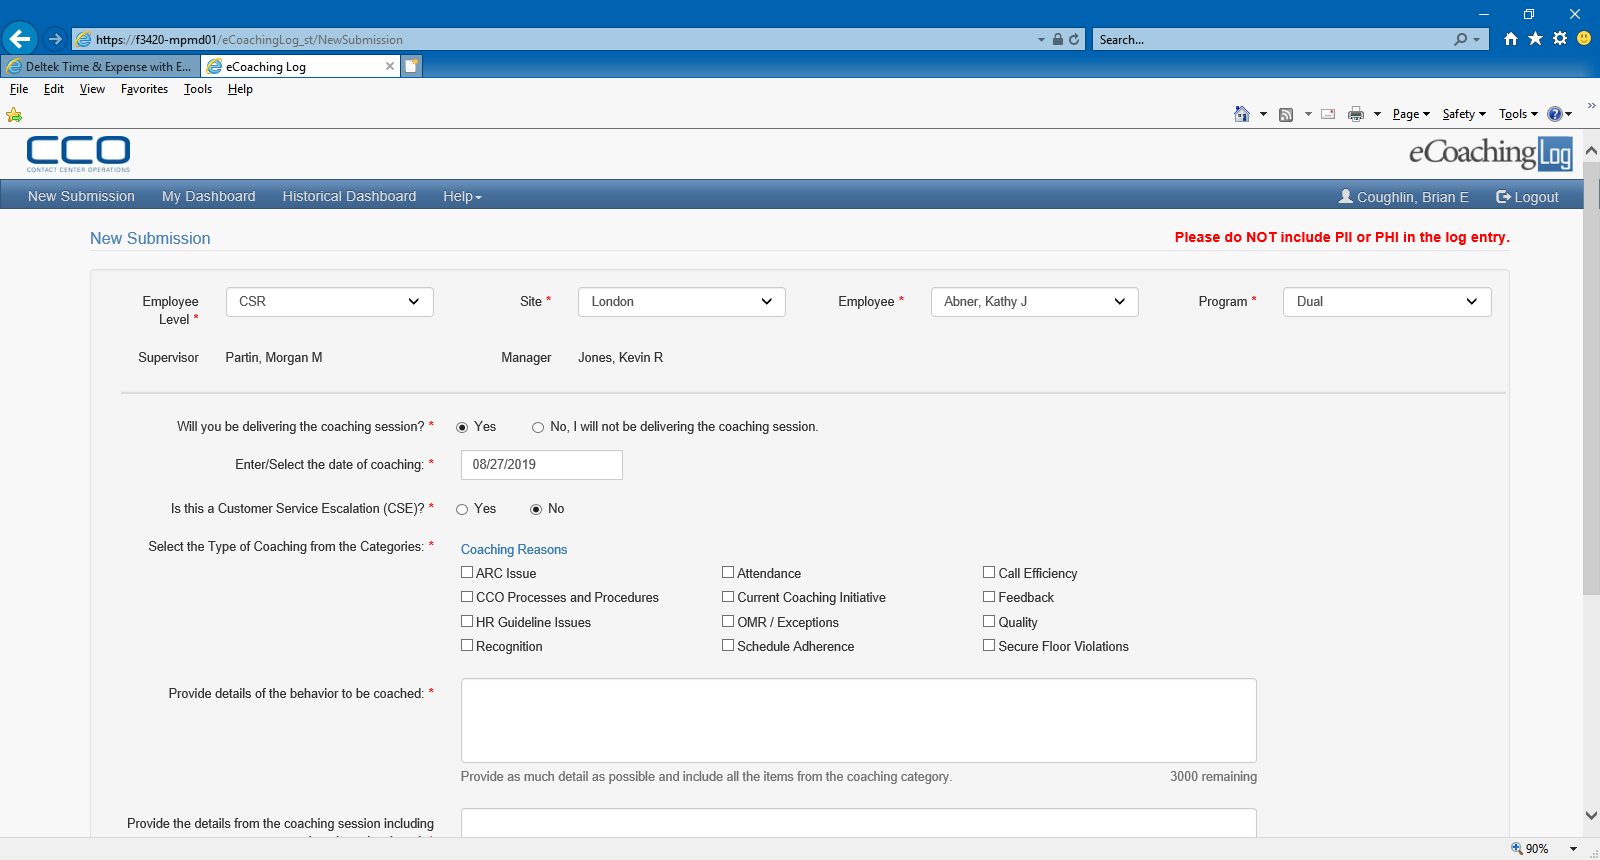 https://f3420-mpmd01/eCoachingLog_st/NewSubmission
Search...
Deltek Time & Expense with E...
eCoaching Log
File Edit View Favorites Tools Help
Page Safety Tools
CCO
CONTACT CENTER OPERATIONS
eCoaching Log
New Submission My Dashboard Historical Dashboard Help
Coughlin, Brian E Logout
New Submission
Please do NOT include PII or PHI in the log entry.
Employee Level * CSR
Site * London
Employee * Abner, Kathy J
Program * Dual
Supervisor Partin, Morgan M
Manager Jones, Kevin R
Will you be delivering the coaching session? * Yes No, I will not be delivering the coaching session.
Enter/Select the date of coaching: * 08/27/2019
Is this a Customer Service Escalation (CSE)? * Yes No
Select the Type of Coaching from the Categories: * Coaching Reasons
ARC Issue Attendance Call Efficiency
CCO Processes and Procedures Current Coaching Initiative Feedback
HR Guideline Issues OMR / Exceptions Quality
Recognition Schedule Adherence Secure Floor Violations
Provide details of the behavior to be coached: *
Provide as much detail as possible and include all the items from the coaching category. 3000 remaining
Provide the details from the coaching session including
90%